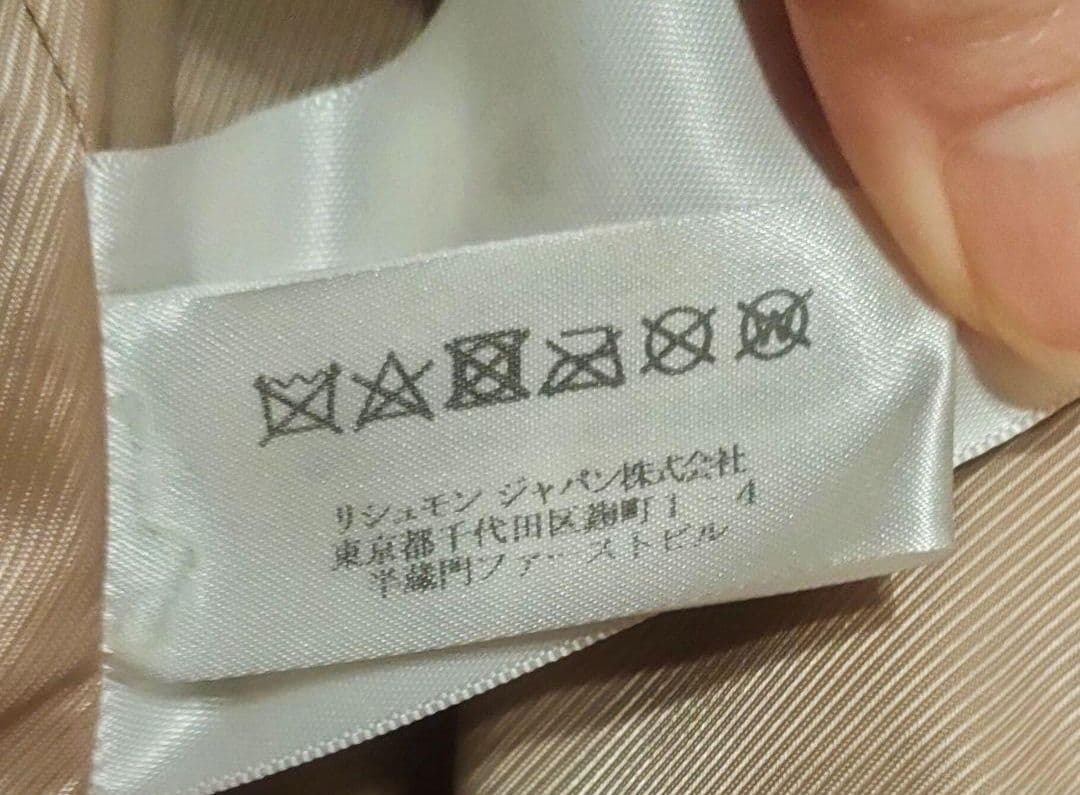 リシュモン ジャパン株式会社
東京都千代田区麹町1-4
半蔵門ファーストビル